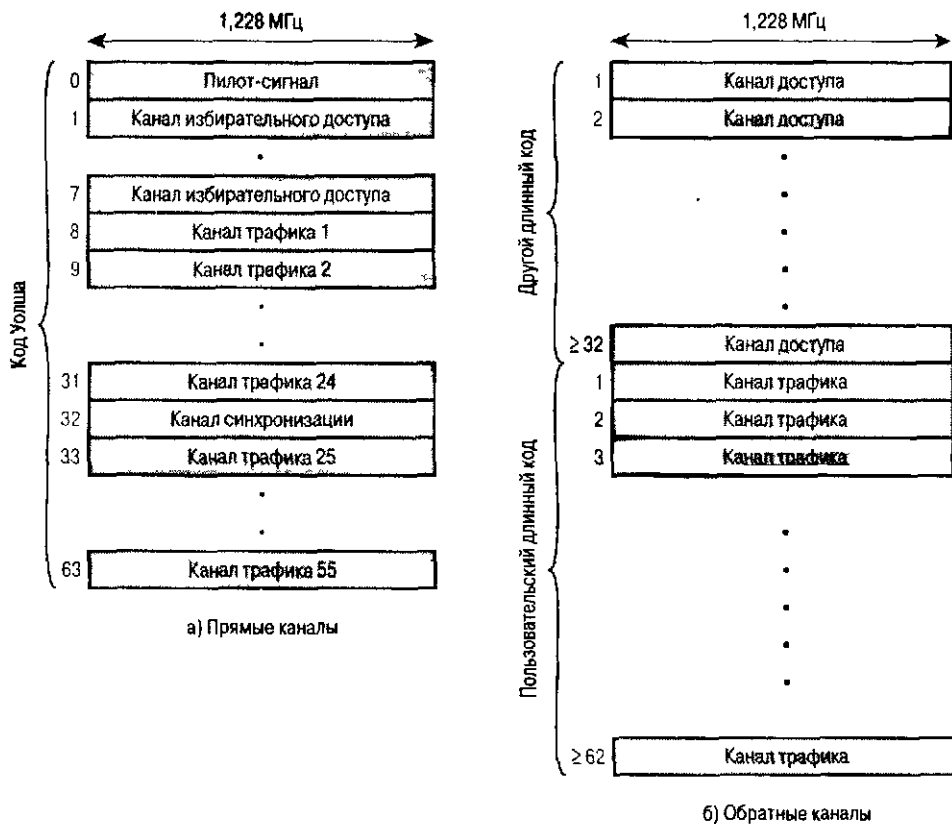 1,228 МГц
0 Пилот-сигнал
1 Канал избирательного доступа
7 Канал избирательного доступа
8 Канал трафика 1
9 Канал трафика 2
31 Канал трафика 24
32 Канал синхронизации
33 Канал трафика 25
63 Канал трафика 55
Код Уолша
а) Прямые каналы
1,228 МГц
1 Канал доступа
2 Канал доступа
≥ 32 Канал доступа
1 Канал трафика
2 Канал трафика
3 Канал трафика
≥ 62 Канал трафика
Другой длинный код
Пользовательский длинный код
б) Обратные каналы